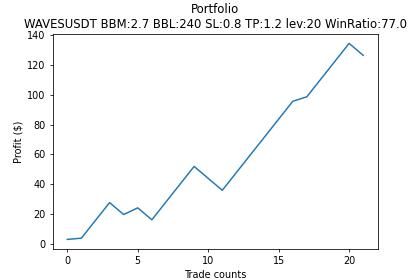 Portfolio
WAVESUSDT BBM:2.7 BBL:240 SL:0.8 TP:1.2 lev:20 WinRatio:77.0
140
120
100
80
60
40
20
0
Profit ($)
0 5 10 15 20
Trade counts